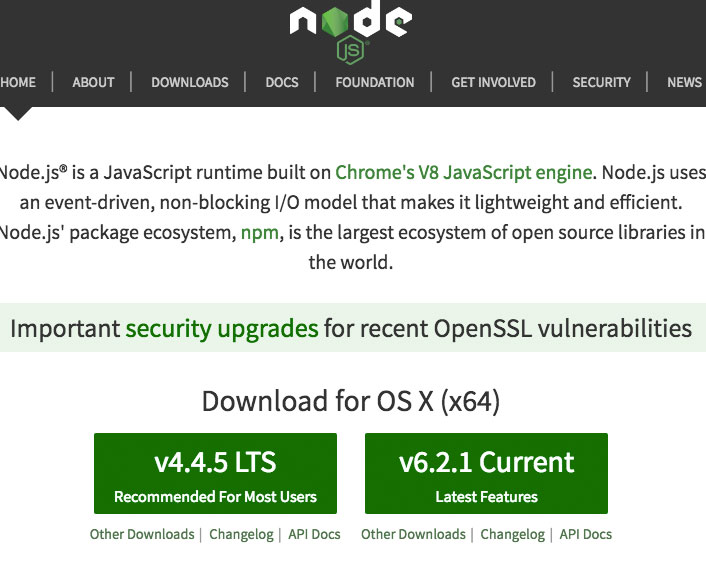 node
JS®
HOME | ABOUT | DOWNLOADS | DOCS | FOUNDATION | GET INVOLVED | SECURITY | NEWS
Node.js® is a JavaScript runtime built on Chrome's V8 JavaScript engine. Node.js uses
an event-driven, non-blocking I/O model that makes it lightweight and efficient.
Node.js' package ecosystem, npm, is the largest ecosystem of open source libraries in
the world.
Important security upgrades for recent OpenSSL vulnerabilities
Download for OS X (x64)
v4.4.5 LTS
Recommended For Most Users
v6.2.1 Current
Latest Features
Other Downloads | Changelog | API Docs
Other Downloads | Changelog | API Docs